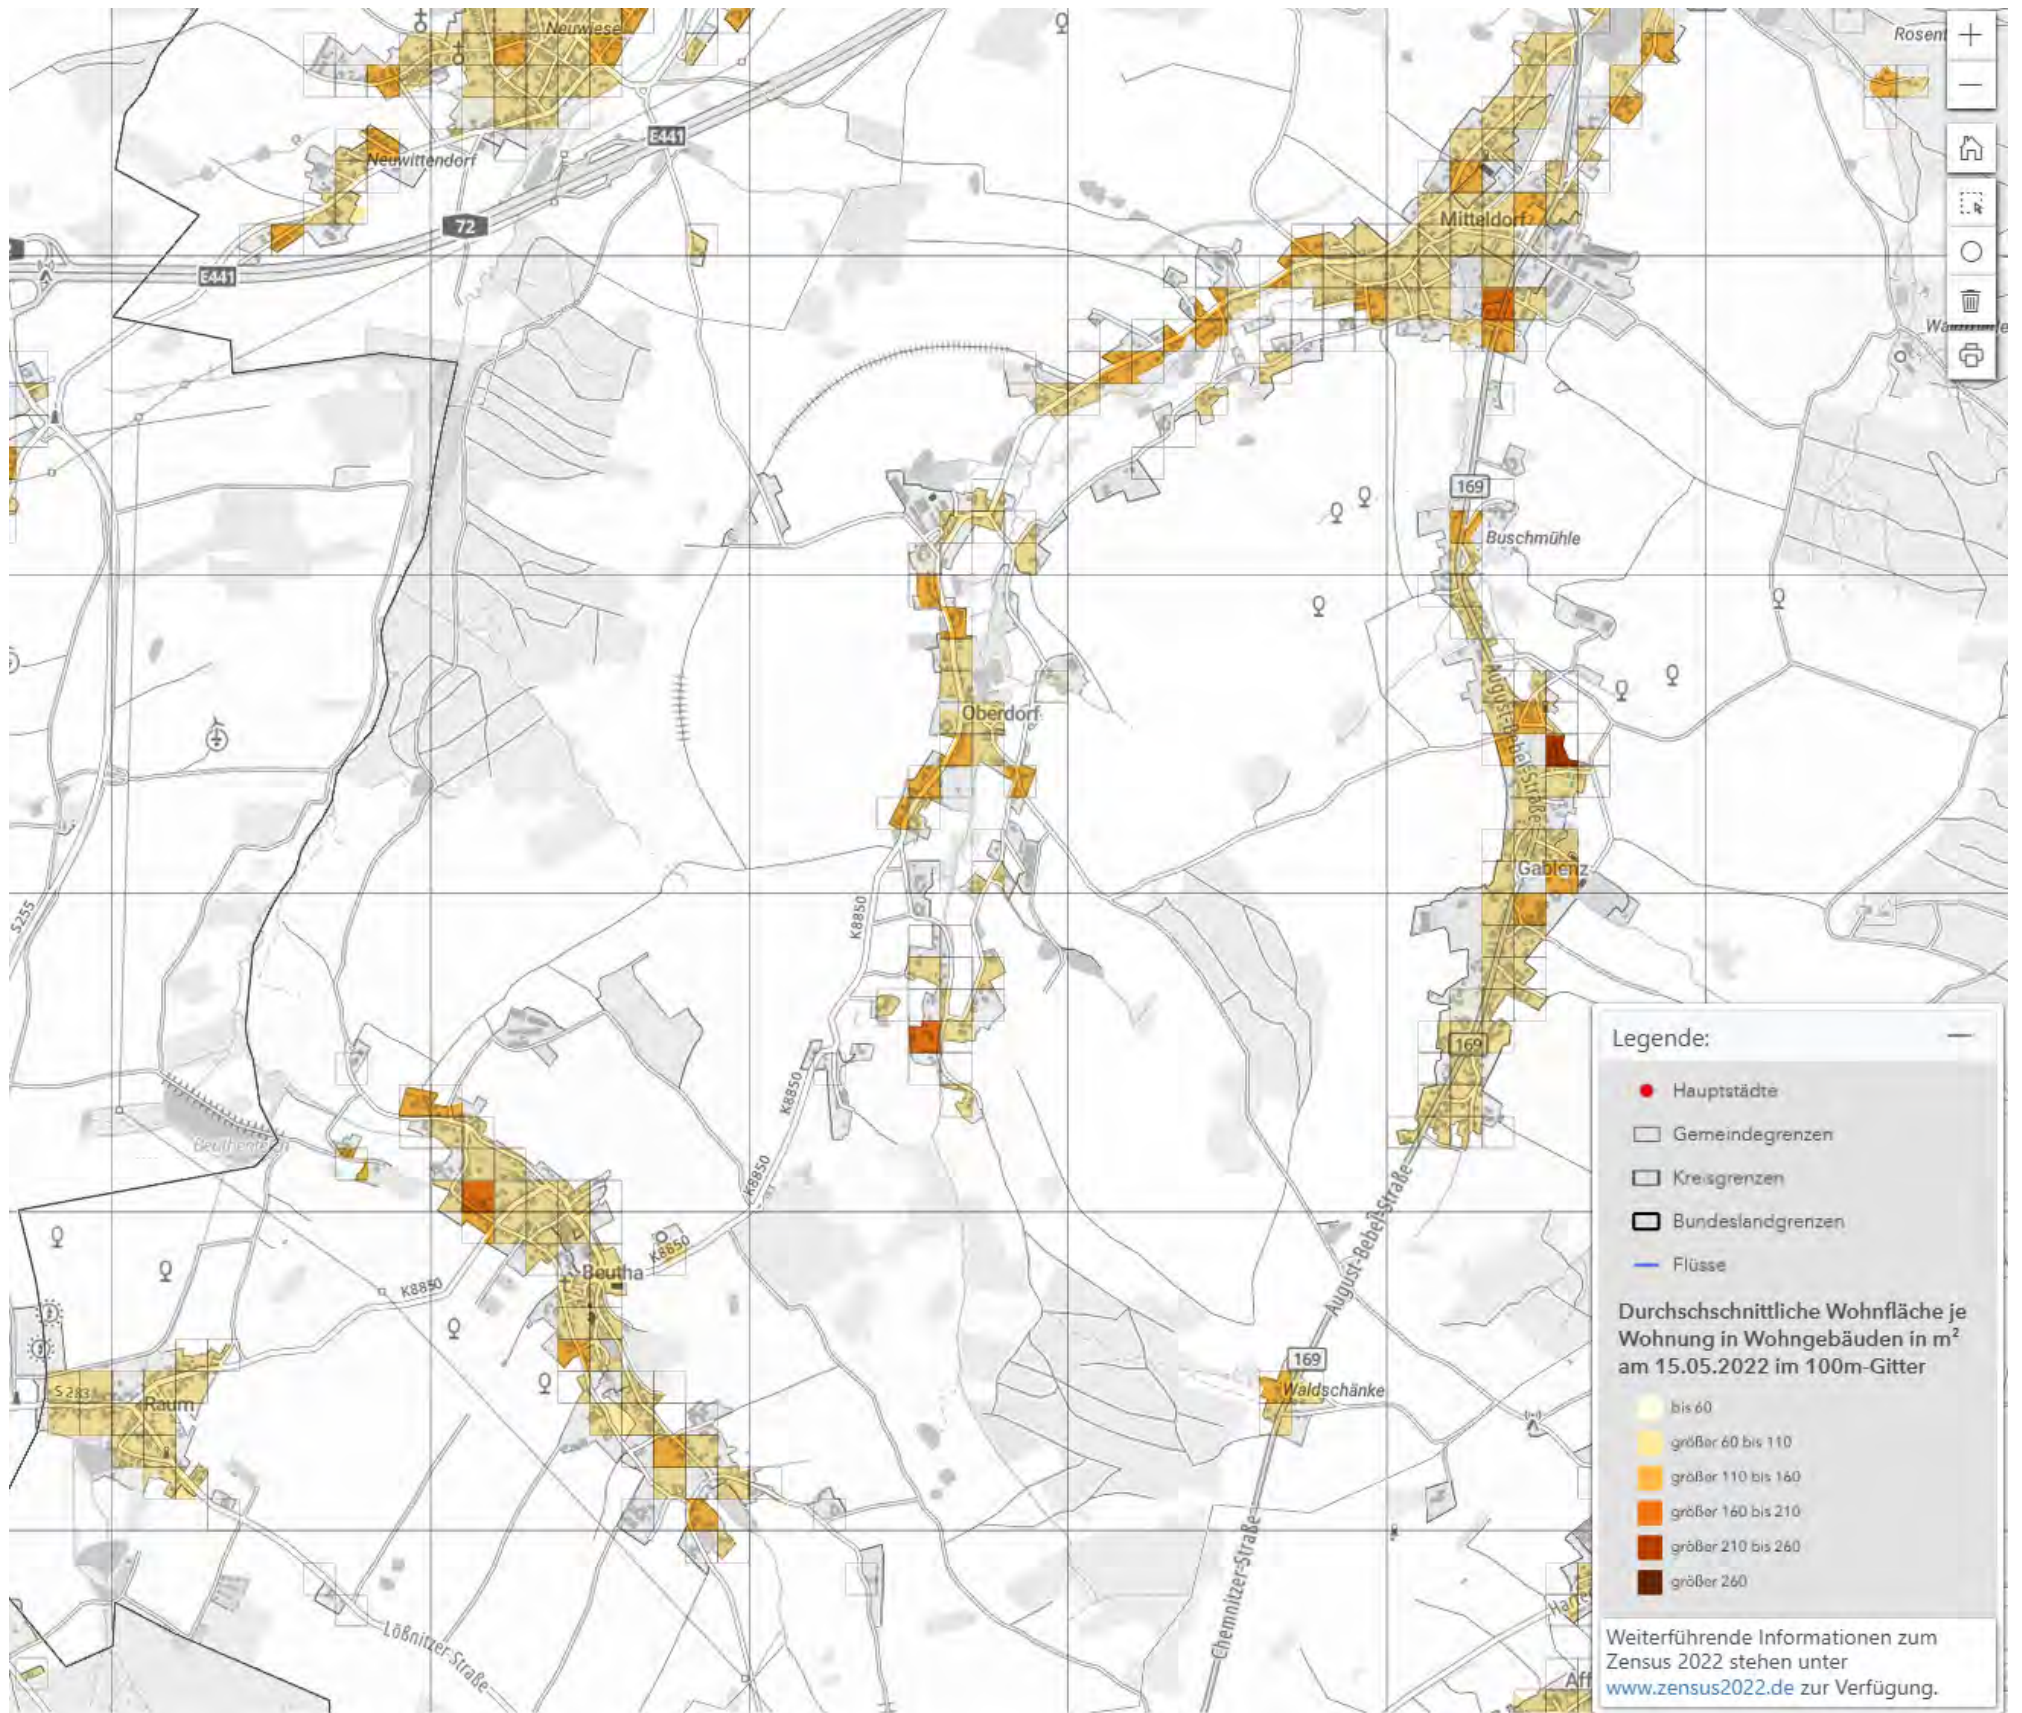 Neuwiese
Rosent
E441
Neuwittendorf
72
E441
Mitteldorf
169
Buschmühle
August-Bebel-Straße
Oberdorf
Gablenz
K8850
S255
169
K8850
K8850
K8850
K8850
Beutha
August-Bebel-Straße
169
Waldschänke
S 283
Raum
Chemnitzer-Straße
Lößnitzer-Straße
Aff
Legende:
Hauptstädte
Gemeindegrenzen
Kreisgrenzen
Bundeslandgrenzen
Flüsse
Durchschschnittliche Wohnfläche je
Wohnung in Wohngebäuden in m²
am 15.05.2022 im 100m-Gitter
bis 60
größer 60 bis 110
größer 110 bis 160
größer 160 bis 210
größer 210 bis 260
größer 260
Weiterführende Informationen zum
Zensus 2022 stehen unter
www.zensus2022.de zur Verfügung.